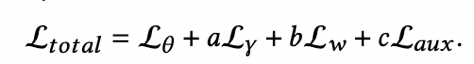 ℒ_total = ℒ_θ + aℒ_γ + bℒ_w + cℒ_aux.